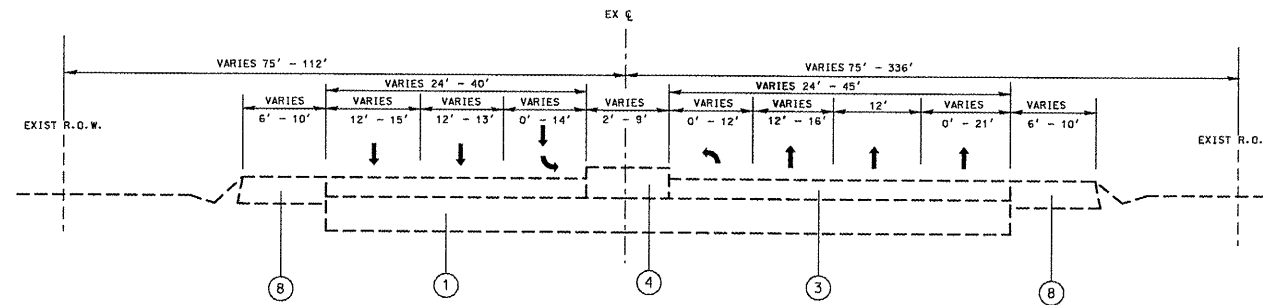 EX ℄
VARIES 75' - 112'
VARIES 75' - 336'
VARIES 24' - 40'
VARIES 24' - 45'
VARIES
6' - 10'
VARIES
12' - 15'
VARIES
12' - 13'
VARIES
0' - 14'
VARIES
2' - 9'
VARIES
0' - 12'
VARIES
12' - 16'
12'
VARIES
0' - 21'
VARIES
6' - 10'
EXIST R.O.W.
EXIST R.O.
8
1
4
3
8